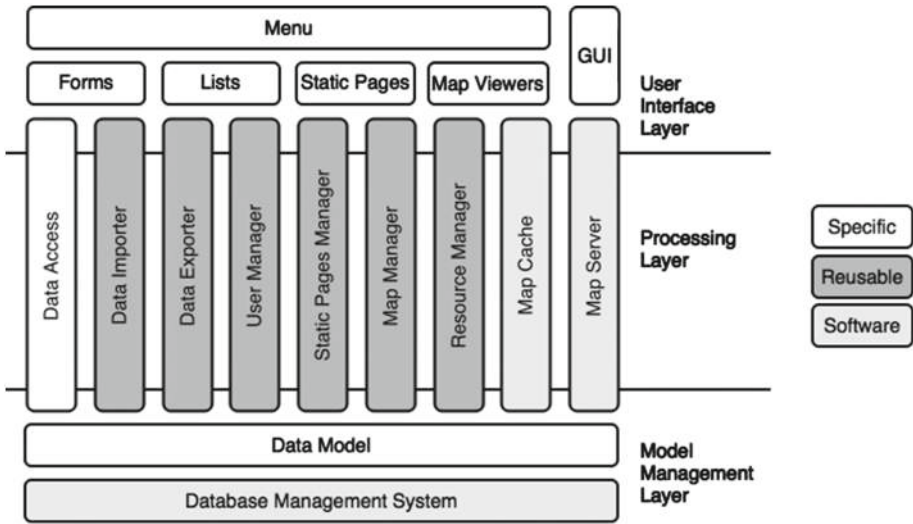 Menu
GUI
Forms
Lists
Static Pages
Map Viewers
User
Interface
Layer
Data Access
Data Importer
Data Exporter
User Manager
Static Pages Manager
Map Manager
Resource Manager
Map Cache
Map Server
Processing
Layer
Specific
Reusable
Software
Data Model
Database Management System
Model
Management
Layer